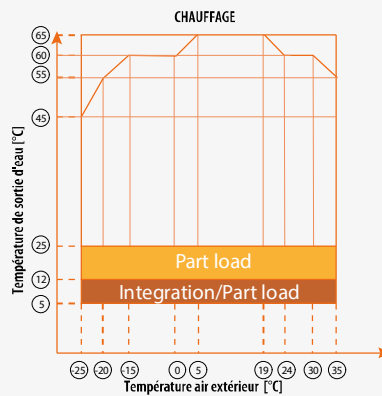 CHAUFFAGE
Température de sortie d'eau [°C]
65
60
55
45
25
12
5
Part load
Integration/Part load
-25 -20 -15 0 5 19 24 30 35
Température air extérieur [°C]